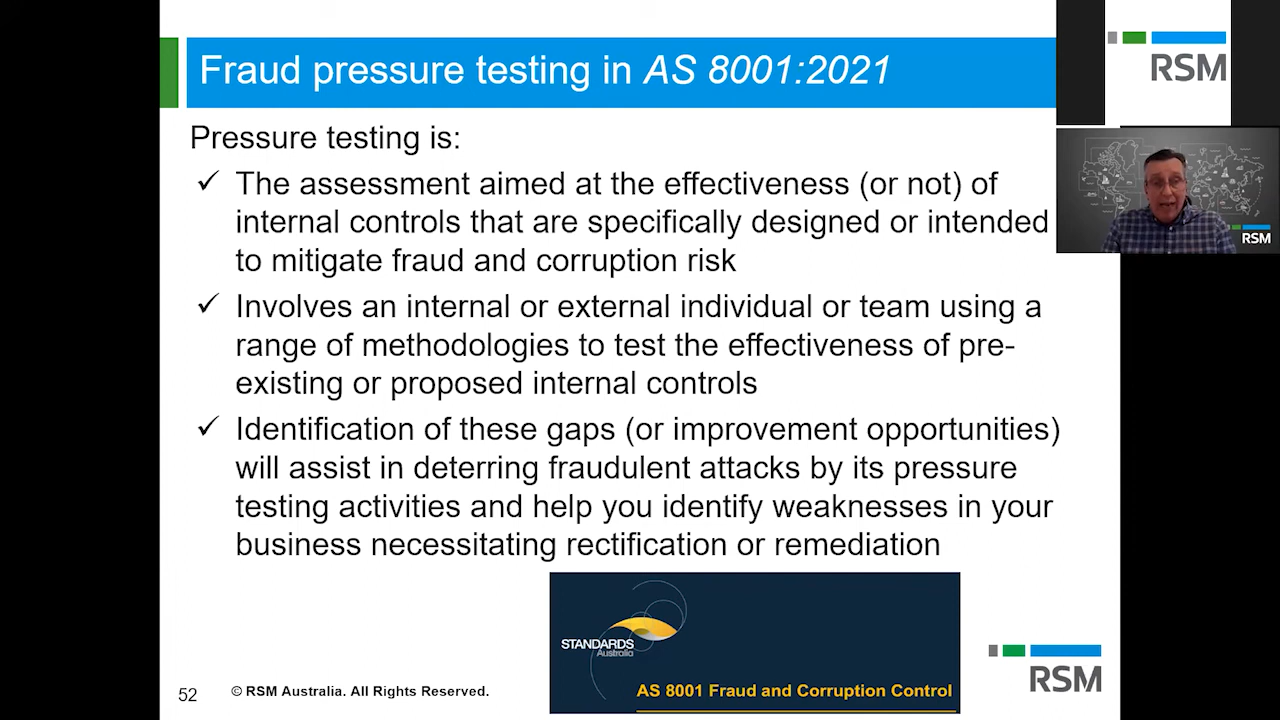 Fraud pressure testing in AS 8001:2021
RSM
Pressure testing is:
✓ The assessment aimed at the effectiveness (or not) of
internal controls that are specifically designed or intended
to mitigate fraud and corruption risk
RSM
✓ Involves an internal or external individual or team using a
range of methodologies to test the effectiveness of pre-
existing or proposed internal controls
✓ Identification of these gaps (or improvement opportunities)
will assist in deterring fraudulent attacks by its pressure
testing activities and help you identify weaknesses in your
business necessitating rectification or remediation
STANDARDS
Australia
AS 8001 Fraud and Corruption Control
52
© RSM Australia. All Rights Reserved.
RSM